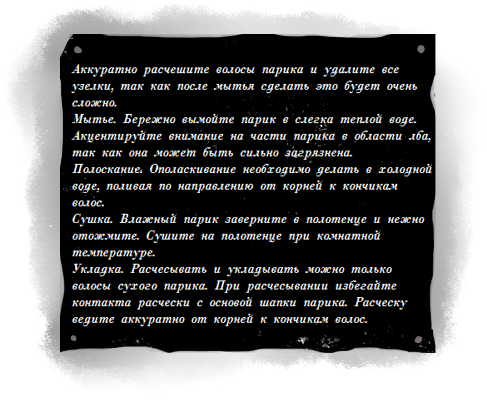 Аккуратно расчешите волосы парика и удалите все
узелки, так как после мытья сделать это будет очень
сложно.
Мытье. Бережно вымойте парик в слегка теплой воде.
Акцентируйте внимание на части парика в области лба,
так как она может быть сильно загрязнена.
Полоскание. Ополаскивание необходимо делать в холодной
воде, поливая по направлению от корней к кончикам
волос.
Сушка. Влажный парик заверните в полотенце и нежно
отожмите. Сушите на полотенце при комнатной
температуре.
Укладка. Расчесывать и укладывать можно только
волосы сухого парика. При расчесывании избегайте
контакта расчески с основой шапки парика. Расческу
ведите аккуратно от корней к кончикам волос.